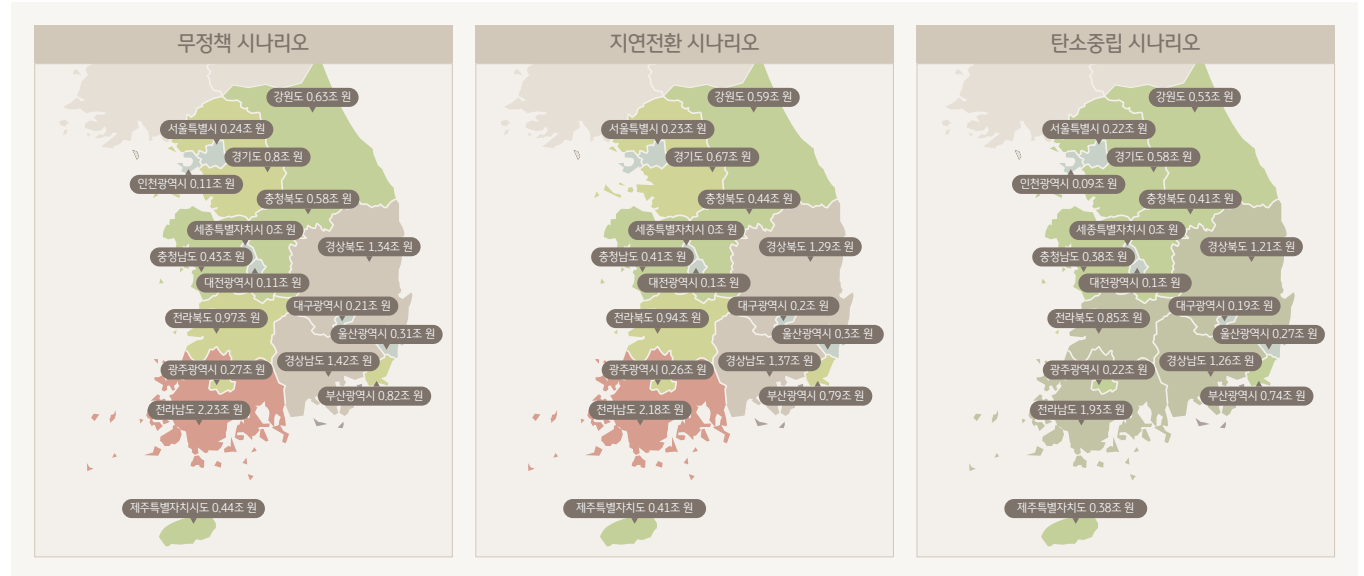 무정책 시나리오
강원도 0.63조 원
서울특별시 0.24조 원
경기도 0.8조 원
인천광역시 0.11조 원
충청북도 0.58조 원
세종특별자치시 0조 원
경상북도 1.34조 원
충청남도 0.43조 원
대전광역시 0.11조 원
대구광역시 0.21조 원
전라북도 0.97조 원
울산광역시 0.31조 원
경상남도 1.42조 원
광주광역시 0.27조 원
부산광역시 0.82조 원
전라남도 2.23조 원
제주특별자치시도 0.44조 원
지연전환 시나리오
강원도 0.59조 원
서울특별시 0.23조 원
경기도 0.67조 원
충청북도 0.44조 원
세종특별자치시 0조 원
경상북도 1.29조 원
충청남도 0.41조 원
대전광역시 0.1조 원
대구광역시 0.2조 원
전라북도 0.94조 원
울산광역시 0.3조 원
경상남도 1.37조 원
광주광역시 0.26조 원
부산광역시 0.79조 원
전라남도 2.18조 원
제주특별자치도 0.41조 원
탄소중립 시나리오
강원도 0.53조 원
서울특별시 0.22조 원
경기도 0.58조 원
인천광역시 0.09조 원
충청북도 0.41조 원
세종특별자치시 0조 원
경상북도 1.21조 원
충청남도 0.38조 원
대전광역시 0.1조 원
대구광역시 0.19조 원
전라북도 0.85조 원
울산광역시 0.27조 원
경상남도 1.26조 원
광주광역시 0.22조 원
부산광역시 0.74조 원
전라남도 1.93조 원
제주특별자치도 0.38조 원